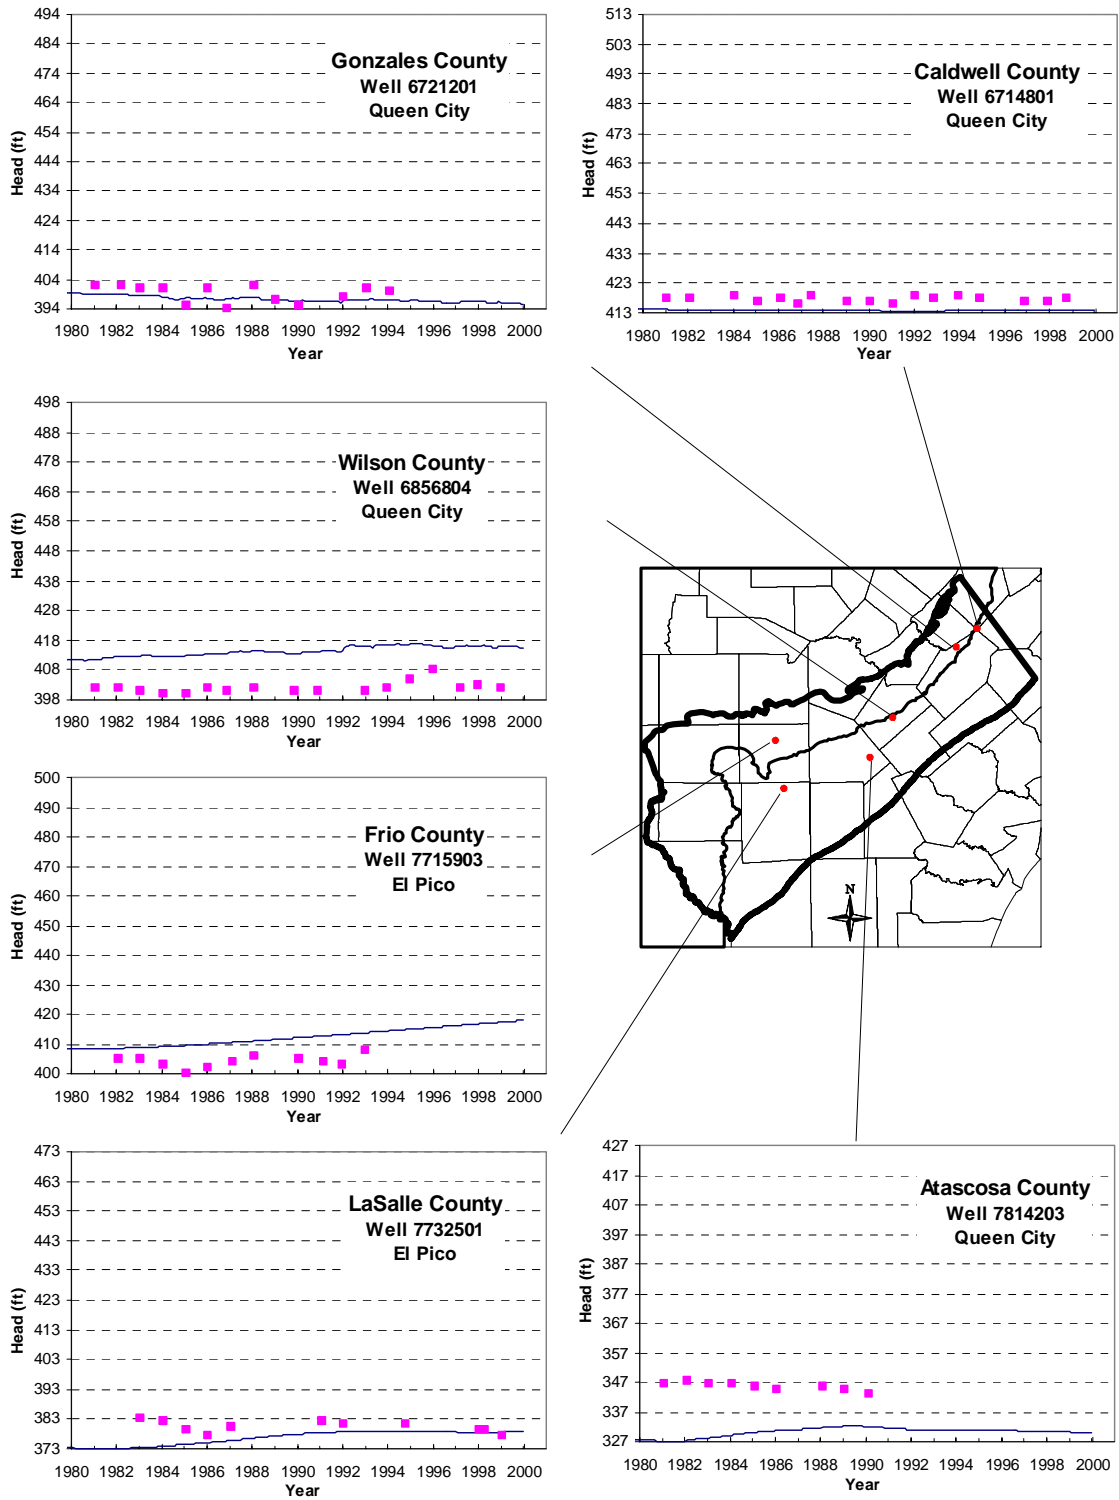 494
484
474
464
454
444
434
424
414
404
394
Head (ft)
Gonzales County
Well 6721201
Queen City
1980 1982 1984 1986 1988 1990 1992 1994 1996 1998 2000
Year
513
503
493
483
473
463
453
443
433
423
413
Head (ft)
Caldwell County
Well 6714801
Queen City
1980 1982 1984 1986 1988 1990 1992 1994 1996 1998 2000
Year
498
488
478
468
458
448
438
428
418
408
398
Head (ft)
Wilson County
Well 6856804
Queen City
1980 1982 1984 1986 1988 1990 1992 1994 1996 1998 2000
Year
N
500
490
480
470
460
450
440
430
420
410
400
Head (ft)
Frio County
Well 7715903
El Pico
1980 1982 1984 1986 1988 1990 1992 1994 1996 1998 2000
Year
473
463
453
443
433
423
413
403
393
383
373
Head (ft)
LaSalle County
Well 7732501
El Pico
1980 1982 1984 1986 1988 1990 1992 1994 1996 1998 2000
Year
427
417
407
397
387
377
367
357
347
337
327
Head (ft)
Atascosa County
Well 7814203
Queen City
1980 1982 1984 1986 1988 1990 1992 1994 1996 1998 2000
Year